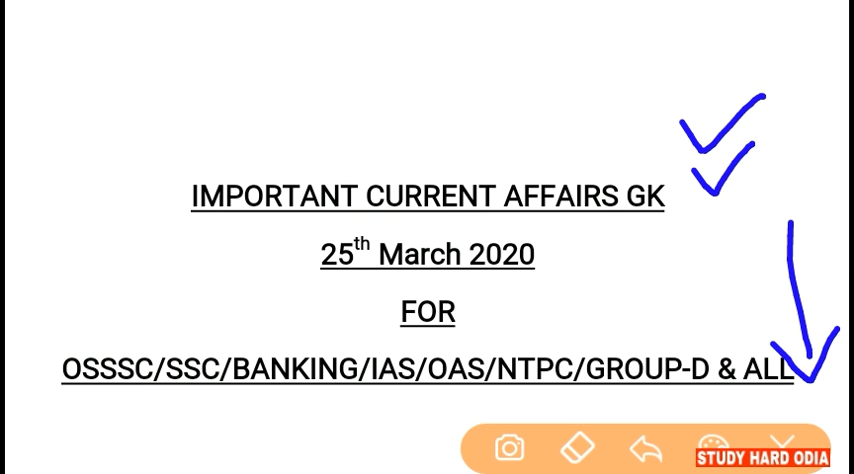 IMPORTANT CURRENT AFFAIRS GK
25th March 2020
FOR
OSSSC/SSC/BANKING/IAS/OAS/NTPC/GROUP-D & ALL
STUDY HARD ODIA